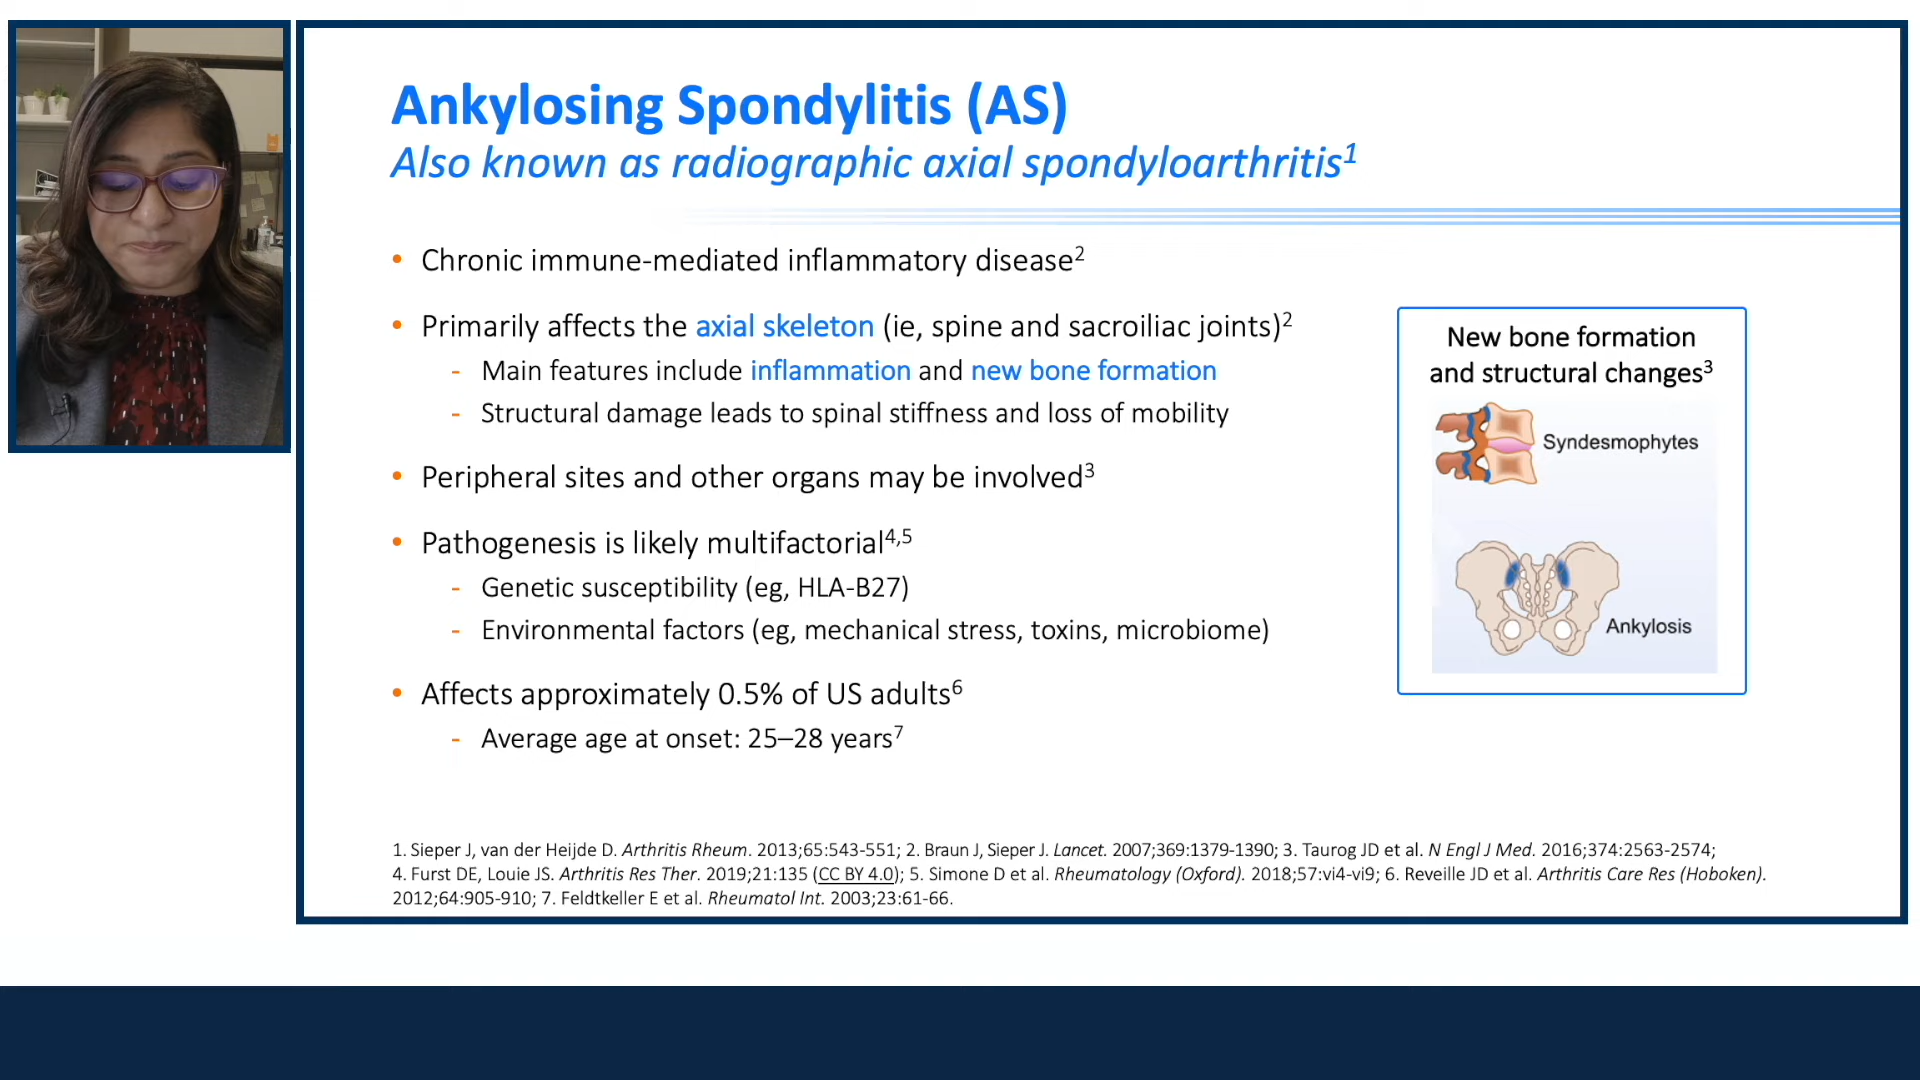 Ankylosing Spondylitis (AS)
Also known as radiographic axial spondyloarthritis1
• Chronic immune-mediated inflammatory disease2
• Primarily affects the axial skeleton (ie, spine and sacroiliac joints)2
- Main features include inflammation and new bone formation
- Structural damage leads to spinal stiffness and loss of mobility
• Peripheral sites and other organs may be involved3
• Pathogenesis is likely multifactorial4,5
- Genetic susceptibility (eg, HLA-B27)
- Environmental factors (eg, mechanical stress, toxins, microbiome)
• Affects approximately 0.5% of US adults6
- Average age at onset: 25–28 years7
New bone formation
and structural changes3
Syndesmophytes
Ankylosis
1. Sieper J, van der Heijde D. Arthritis Rheum. 2013;65:543-551; 2. Braun J, Sieper J. Lancet. 2007;369:1379-1390; 3. Taurog JD et al. N Engl J Med. 2016;374:2563-2574;
4. Furst DE, Louie JS. Arthritis Res Ther. 2019;21:135 (CC BY 4.0); 5. Simone D et al. Rheumatology (Oxford). 2018;57:vi4-vi9; 6. Reveille JD et al. Arthritis Care Res (Hoboken).
2012;64:905-910; 7. Feldtkeller E et al. Rheumatol Int. 2003;23:61-66.